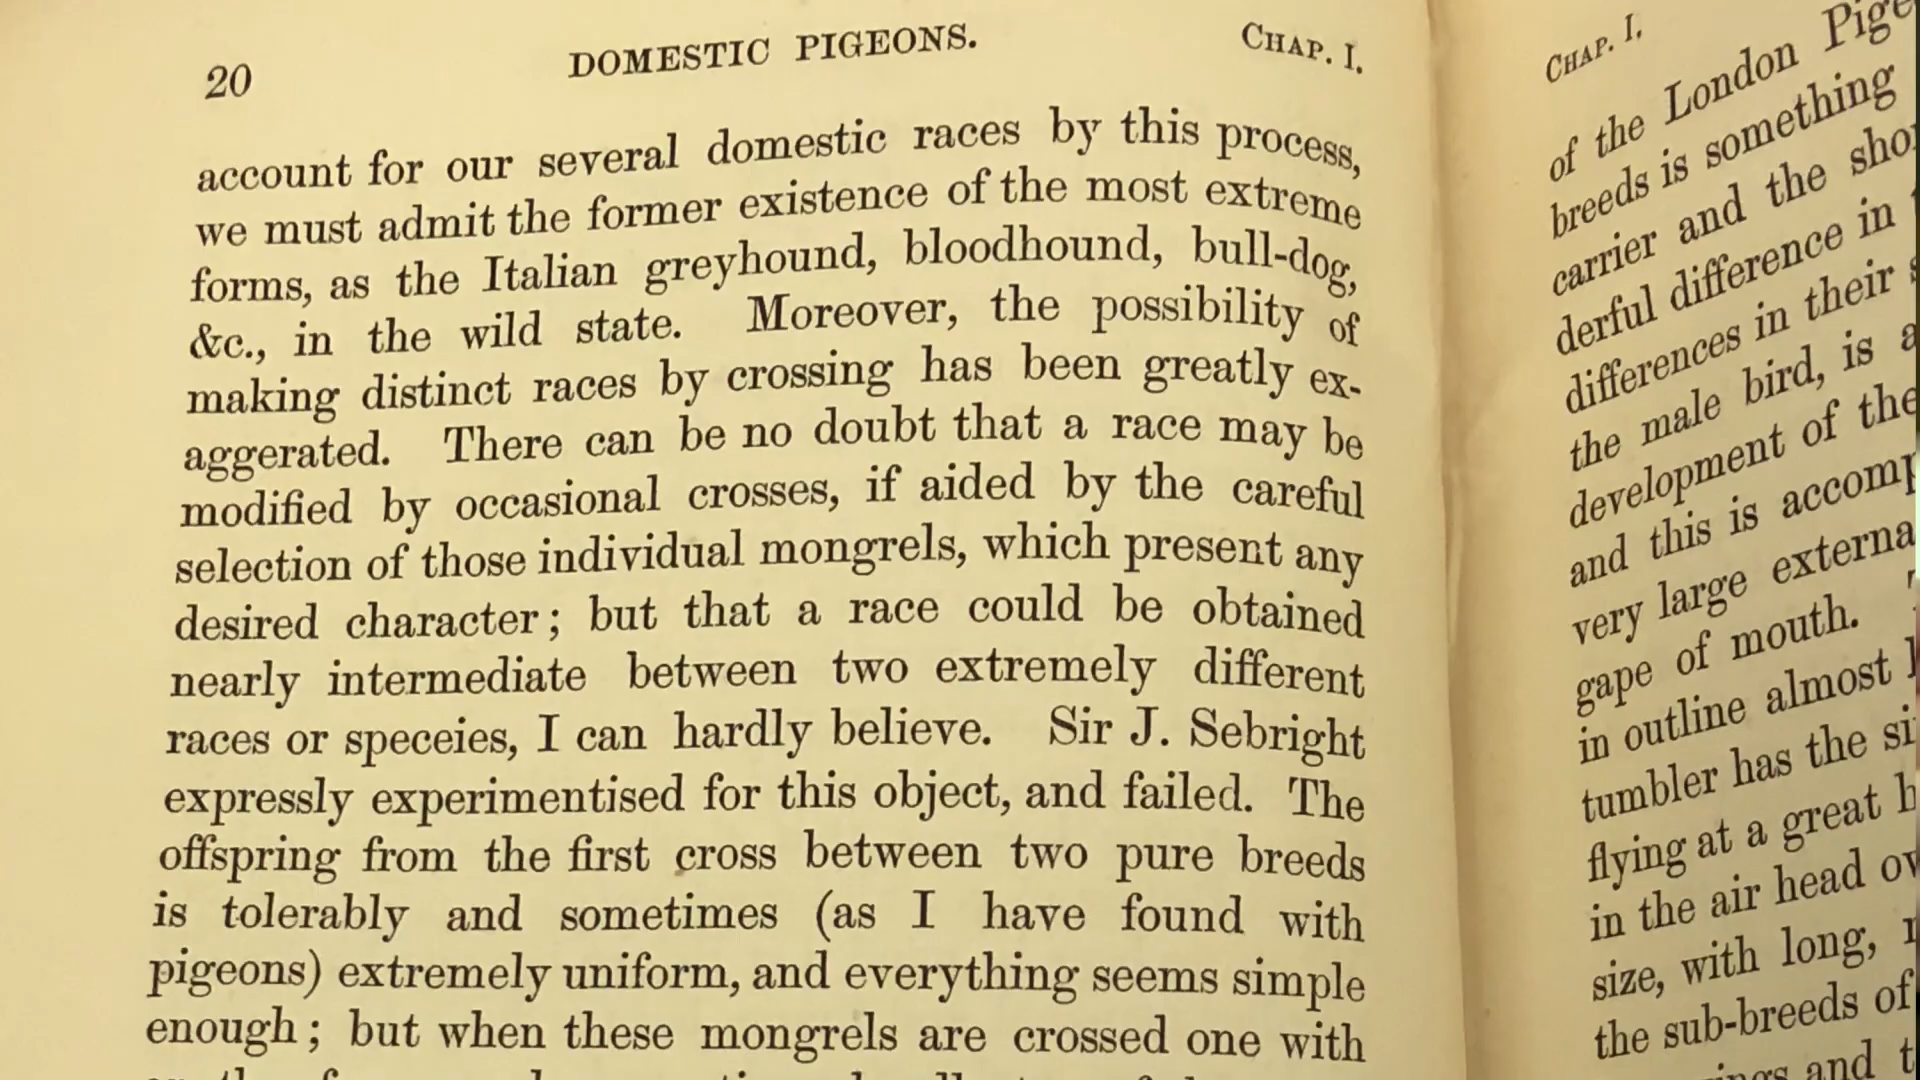 20 DOMESTIC PIGEONS. CHAP. I.
account for our several domestic races by this process,
we must admit the former existence of the most extreme
forms, as the Italian greyhound, bloodhound, bull-dog,
&c., in the wild state. Moreover, the possibility of
making distinct races by crossing has been greatly ex-
aggerated. There can be no doubt that a race may be
modified by occasional crosses, if aided by the careful
selection of those individual mongrels, which present any
desired character; but that a race could be obtained
nearly intermediate between two extremely different
races or speceies, I can hardly believe. Sir J. Sebright
expressly experimentised for this object, and failed. The
offspring from the first cross between two pure breeds
is tolerably and sometimes (as I have found with
pigeons) extremely uniform, and everything seems simple
enough; but when these mongrels are crossed one with
CHAP. I.
of the London
breeds is something
carrier and the
derful difference in
differences in their
the male bird, is
development of the
and this is
very large
gape of mouth.
in outline almost
tumbler has the
flying at a great
in the air head
size, with long,
the sub-breeds of
and